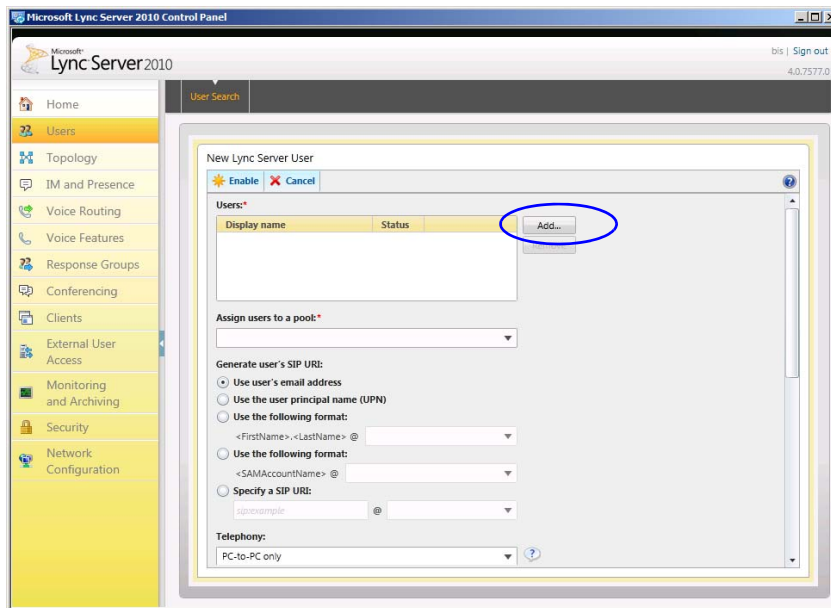 Microsoft Lync Server 2010 Control Panel
Microsoft®
Lync Server 2010
bis | Sign out
4.0.7577.0
Home
Users
Topology
IM and Presence
Voice Routing
Voice Features
Response Groups
Conferencing
Clients
External User
Access
Monitoring
and Archiving
Security
Network
Configuration
User Search
New Lync Server User
Enable Cancel
Users:*
Display name Status
Add...
Remove
Assign users to a pool:*
Generate user's SIP URI:
Use user's email address
Use the user principal name (UPN)
Use the following format:
<FirstName>.<LastName> @
Use the following format:
<SAMAccountName> @
Specify a SIP URI:
sip:example @
Telephony:
PC-to-PC only